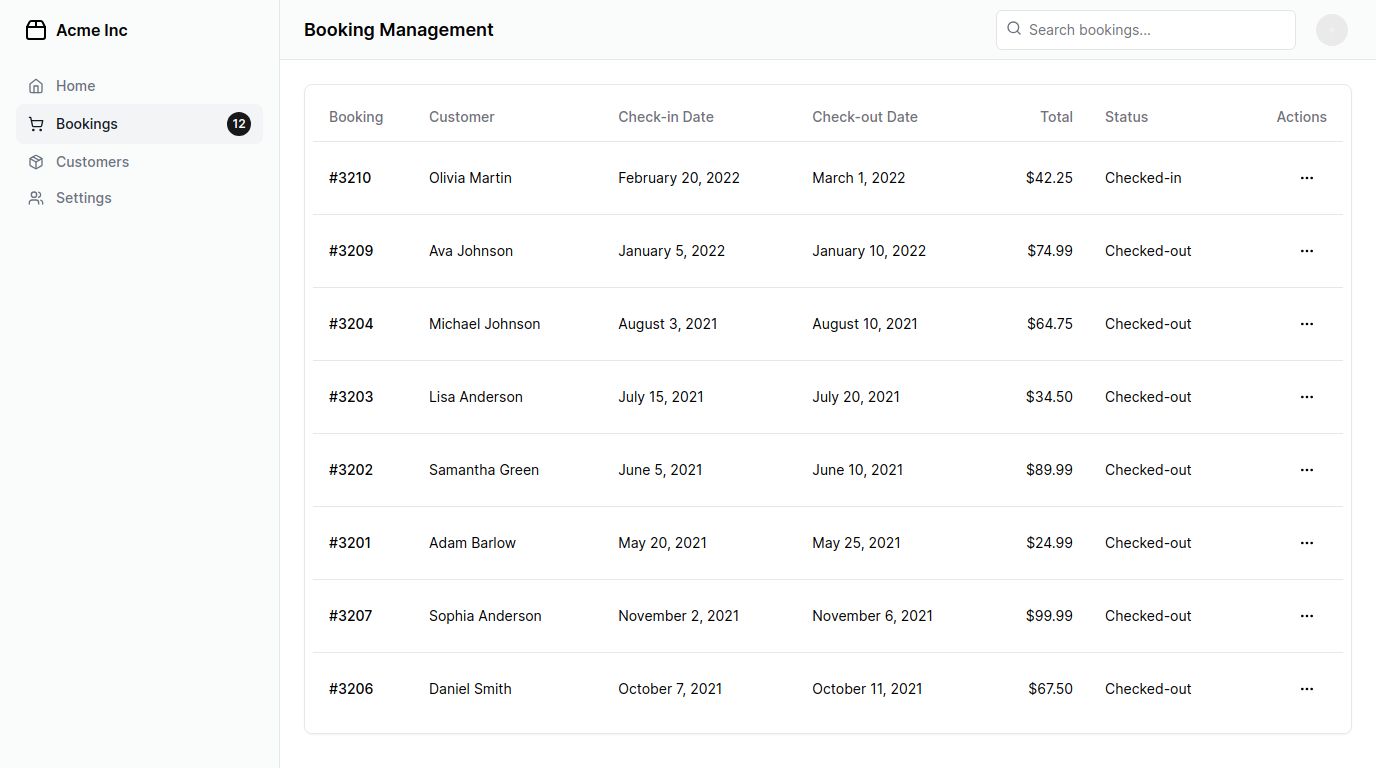 Acme Inc
Home
Bookings 12
Customers
Settings
Booking Management
Search bookings...
Booking Customer Check-in Date Check-out Date Total Status Actions
#3210 Olivia Martin February 20, 2022 March 1, 2022 $42.25 Checked-in
#3209 Ava Johnson January 5, 2022 January 10, 2022 $74.99 Checked-out
#3204 Michael Johnson August 3, 2021 August 10, 2021 $64.75 Checked-out
#3203 Lisa Anderson July 15, 2021 July 20, 2021 $34.50 Checked-out
#3202 Samantha Green June 5, 2021 June 10, 2021 $89.99 Checked-out
#3201 Adam Barlow May 20, 2021 May 25, 2021 $24.99 Checked-out
#3207 Sophia Anderson November 2, 2021 November 6, 2021 $99.99 Checked-out
#3206 Daniel Smith October 7, 2021 October 11, 2021 $67.50 Checked-out